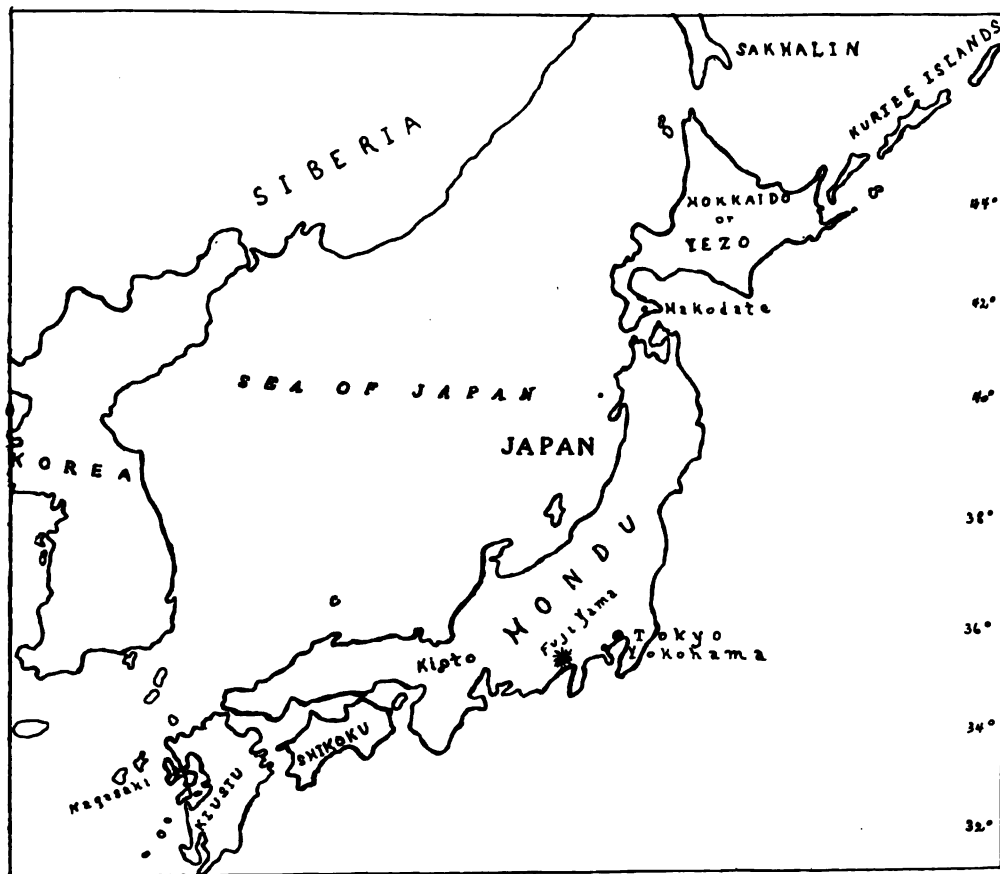 SAKHALIN
KURIBE ISLANDS
SIBERIA
44°
HOKKAIDO
or
YEZO
42°
Hakodate
SEA OF JAPAN
40°
JAPAN
KOREA
38°
HONDU
Fuji Yama
36°
Tokyo
Yokohama
Kioto
34°
SHIKOKU
Nagasaki
KIUSIU
32°